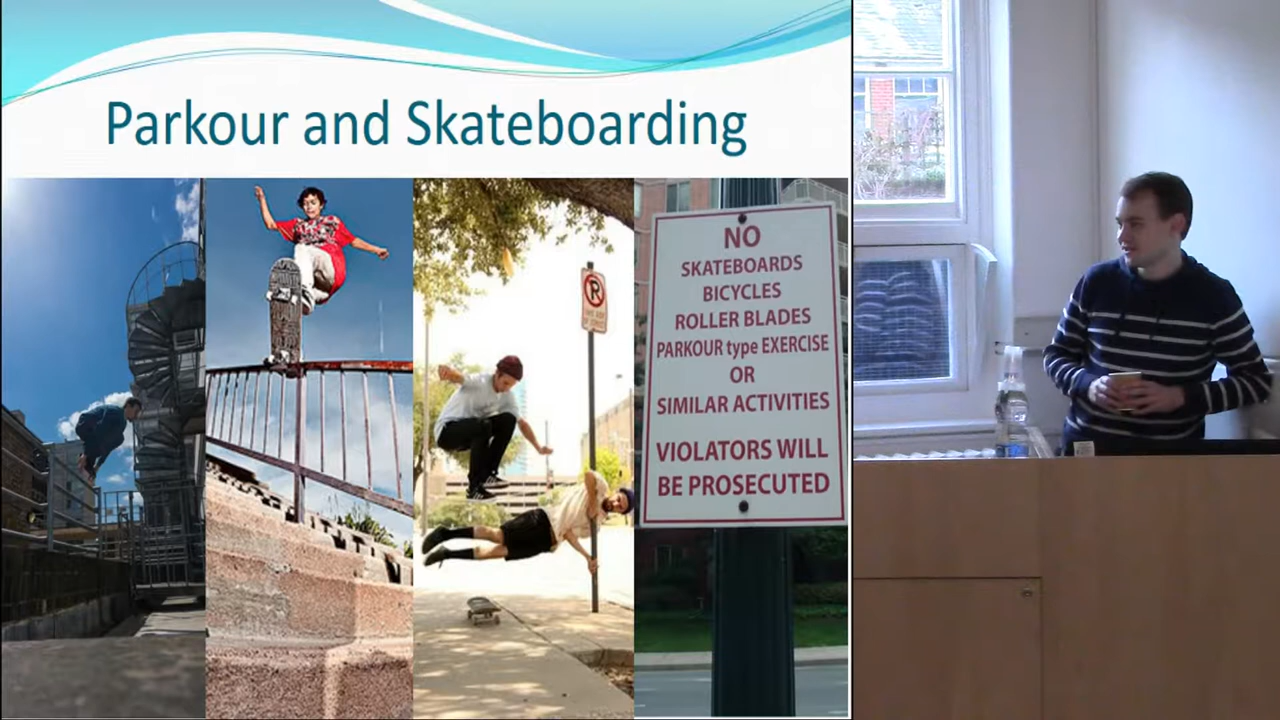 Parkour and Skateboarding
NO
SKATEBOARDS
BICYCLES
ROLLER BLADES
PARKOUR type EXERCISE
OR
SIMILAR ACTIVITIES
VIOLATORS WILL
BE PROSECUTED